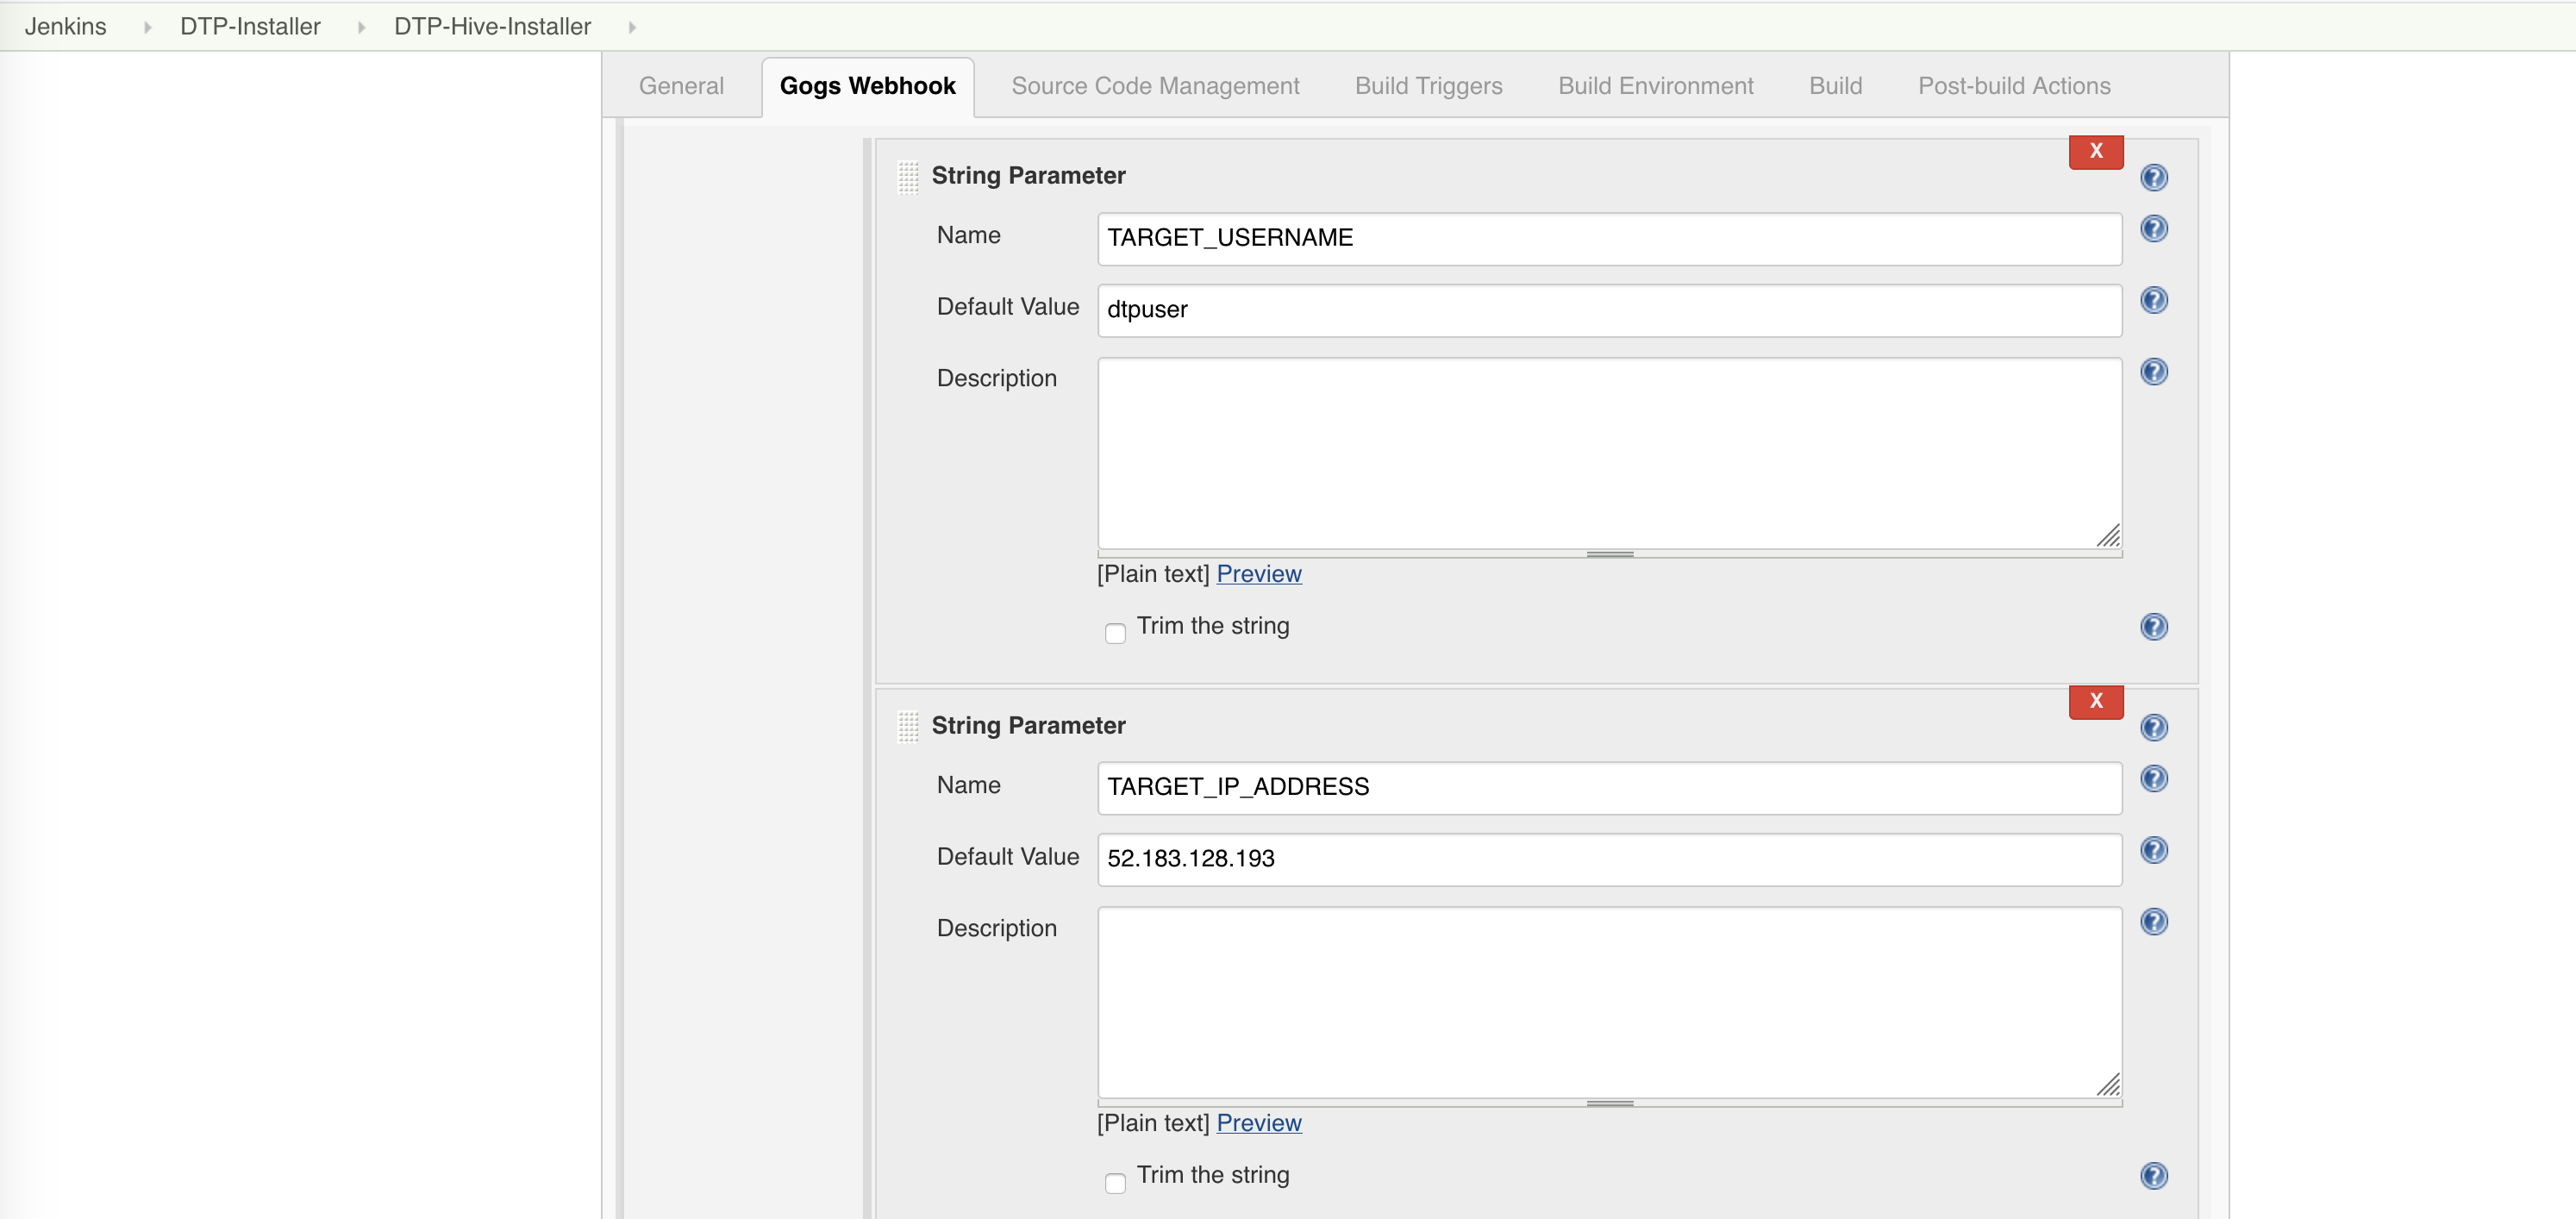 Jenkins DTP-Installer DTP-Hive-Installer
General Gogs Webhook Source Code Management Build Triggers Build Environment Build Post-build Actions
X
String Parameter ?
Name TARGET_USERNAME ?
Default Value dtpuser ?
Description ?
[Plain text] Preview
Trim the string ?
X
String Parameter ?
Name TARGET_IP_ADDRESS ?
Default Value 52.183.128.193 ?
Description ?
[Plain text] Preview
Trim the string ?